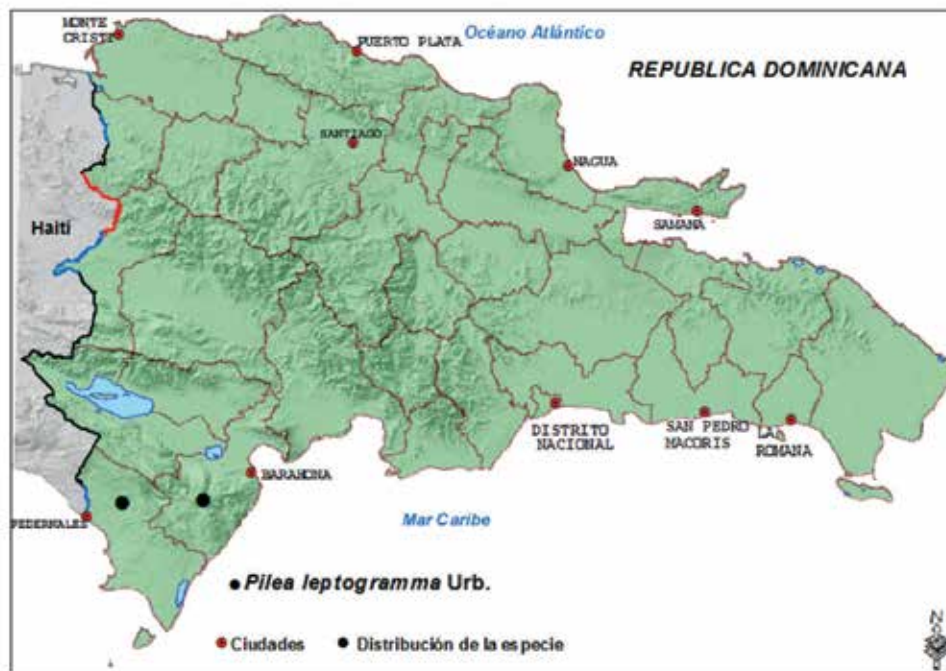 MONTE
CRISTI
PUERTO PLATA
Océano Atlántico
REPUBLICA DOMINICANA
SANTIAGO
NAGUA
SAMANA
Haití
DISTRITO
NACIONAL
SAN PEDRO
MACORIS
LA
ROMANA
BARAHONA
PEDERNALES
Mar Caribe
Pilea leptogramma Urb.
Ciudades
Distribución de la especie